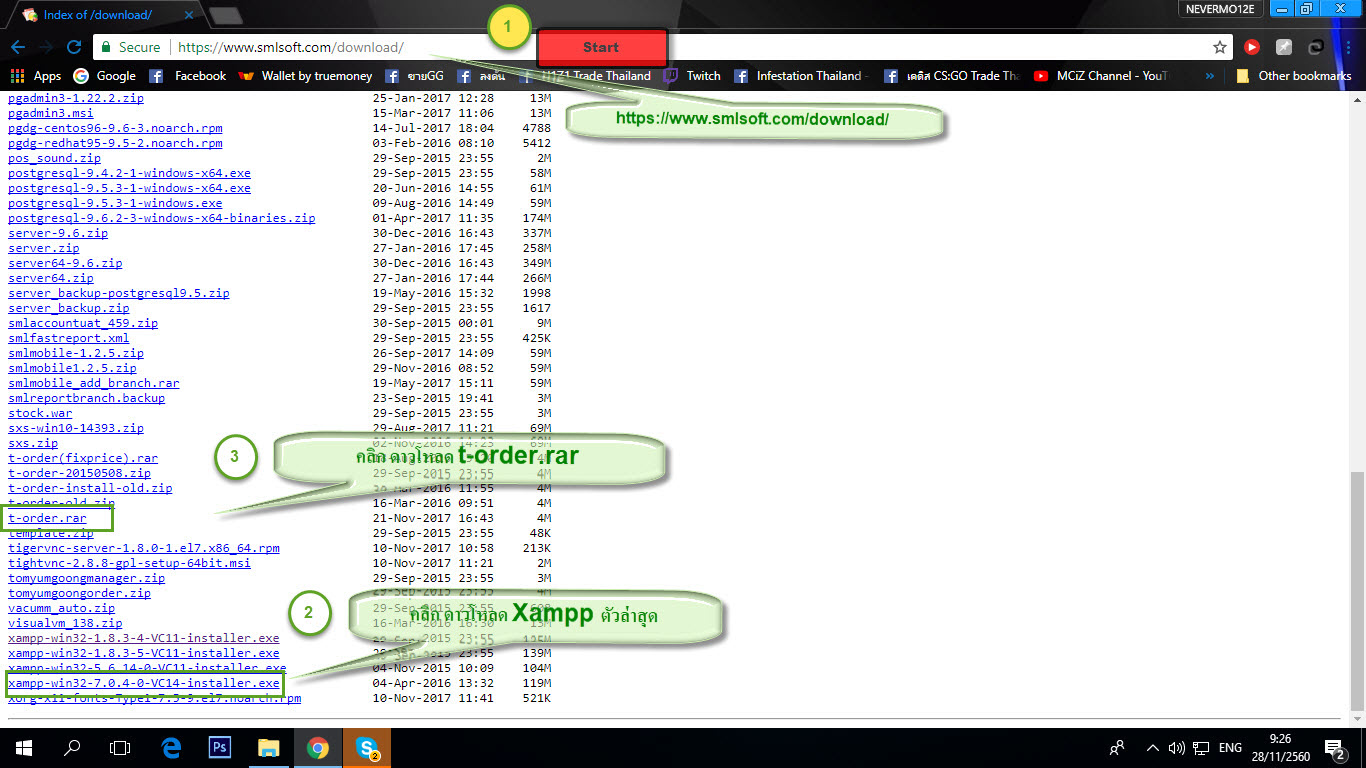 Index of /download/
NEVERMO12E
1
Start
Secure https://www.smlsoft.com/download/
Apps Google Facebook ขายGG Wallet by truemoney ลงดัน H1Z1 Trade Thailand Twitch Infestation Thailand - เดดิส CS:GO Trade Tha MCiZ Channel - YouT » Other bookmarks
https://www.smlsoft.com/download/
pgadmin3-1.22.2.zip 25-Jan-2017 12:28 13M
pgadmin3.msi 15-Mar-2017 11:06 13M
pgdg-centos96-9.6-3.noarch.rpm 14-Jul-2017 18:04 4788
pgdg-redhat95-9.5-2.noarch.rpm 03-Feb-2016 08:10 5412
pos_sound.zip 29-Sep-2015 23:55 2M
postgresql-9.4.2-1-windows-x64.exe 29-Sep-2015 23:55 58M
postgresql-9.5.3-1-windows-x64.exe 20-Jun-2016 14:55 61M
postgresql-9.5.3-1-windows.exe 09-Aug-2016 14:49 59M
postgresql-9.6.2-3-windows-x64-binaries.zip 01-Apr-2017 11:35 174M
server-9.6.zip 30-Dec-2016 16:43 337M
server.zip 27-Jan-2016 17:45 258M
server64-9.6.zip 30-Dec-2016 16:43 349M
server64.zip 27-Jan-2016 17:44 266M
server_backup-postgresql9.5.zip 19-May-2016 15:32 1998
server_backup.zip 29-Sep-2015 23:55 1617
smlaccountuat_459.zip 30-Sep-2015 00:01 9M
smlfastreport.xml 29-Sep-2015 23:55 425K
smlmobile-1.2.5.zip 26-Sep-2017 14:09 59M
smlmobile1.2.5.zip 29-Nov-2016 08:52 59M
smlmobile_add_branch.rar 19-May-2017 15:11 59M
smlreportbranch.backup 23-Sep-2015 19:41 3M
stock.war 29-Sep-2015 23:55 3M
sxs-win10-14393.zip 29-Aug-2017 11:21 69M
sxs.zip 02-Nov-2016 14:23 69M
3
คลิก ดาวโหลด t-order.rar
t-order(fixprice).rar
t-order-20150508.zip 29-Sep-2015 23:55 4M
t-order-install-old.zip 11:55 4M
t-order-old.zip 16-Mar-2016 09:51 4M
t-order.rar 21-Nov-2017 16:43 4M
template.zip 29-Sep-2015 23:55 48K
tigervnc-server-1.8.0-1.el7.x86_64.rpm 10-Nov-2017 10:58 213K
tightvnc-2.8.8-gpl-setup-64bit.msi 10-Nov-2017 11:21 2M
tomyumgoongmanager.zip 29-Sep-2015 23:55 3M
tomyumgoongorder.zip 29-Sep-2015 23:55 4M
2
คลิก ดาวโหลด Xampp ตัวล่าสุด
vacumm_auto.zip 29-Sep-2015 23:55
visualvm_138.zip 16-Mar-2016 16:30 13M
xampp-win32-1.8.3-4-VC11-installer.exe 29-Sep-2015 23:55 135M
xampp-win32-1.8.3-5-VC11-installer.exe 23:55 139M
xampp-win32-5.6.14-0-VC11-installer.exe 04-Nov-2015 10:09 104M
xampp-win32-7.0.4-0-VC14-installer.exe 04-Apr-2016 13:32 119M
xorg-x11-fonts-Type1-7.5-9.el7.noarch.rpm 10-Nov-2017 11:41 521K
ENG
9:26
28/11/2560
2
2